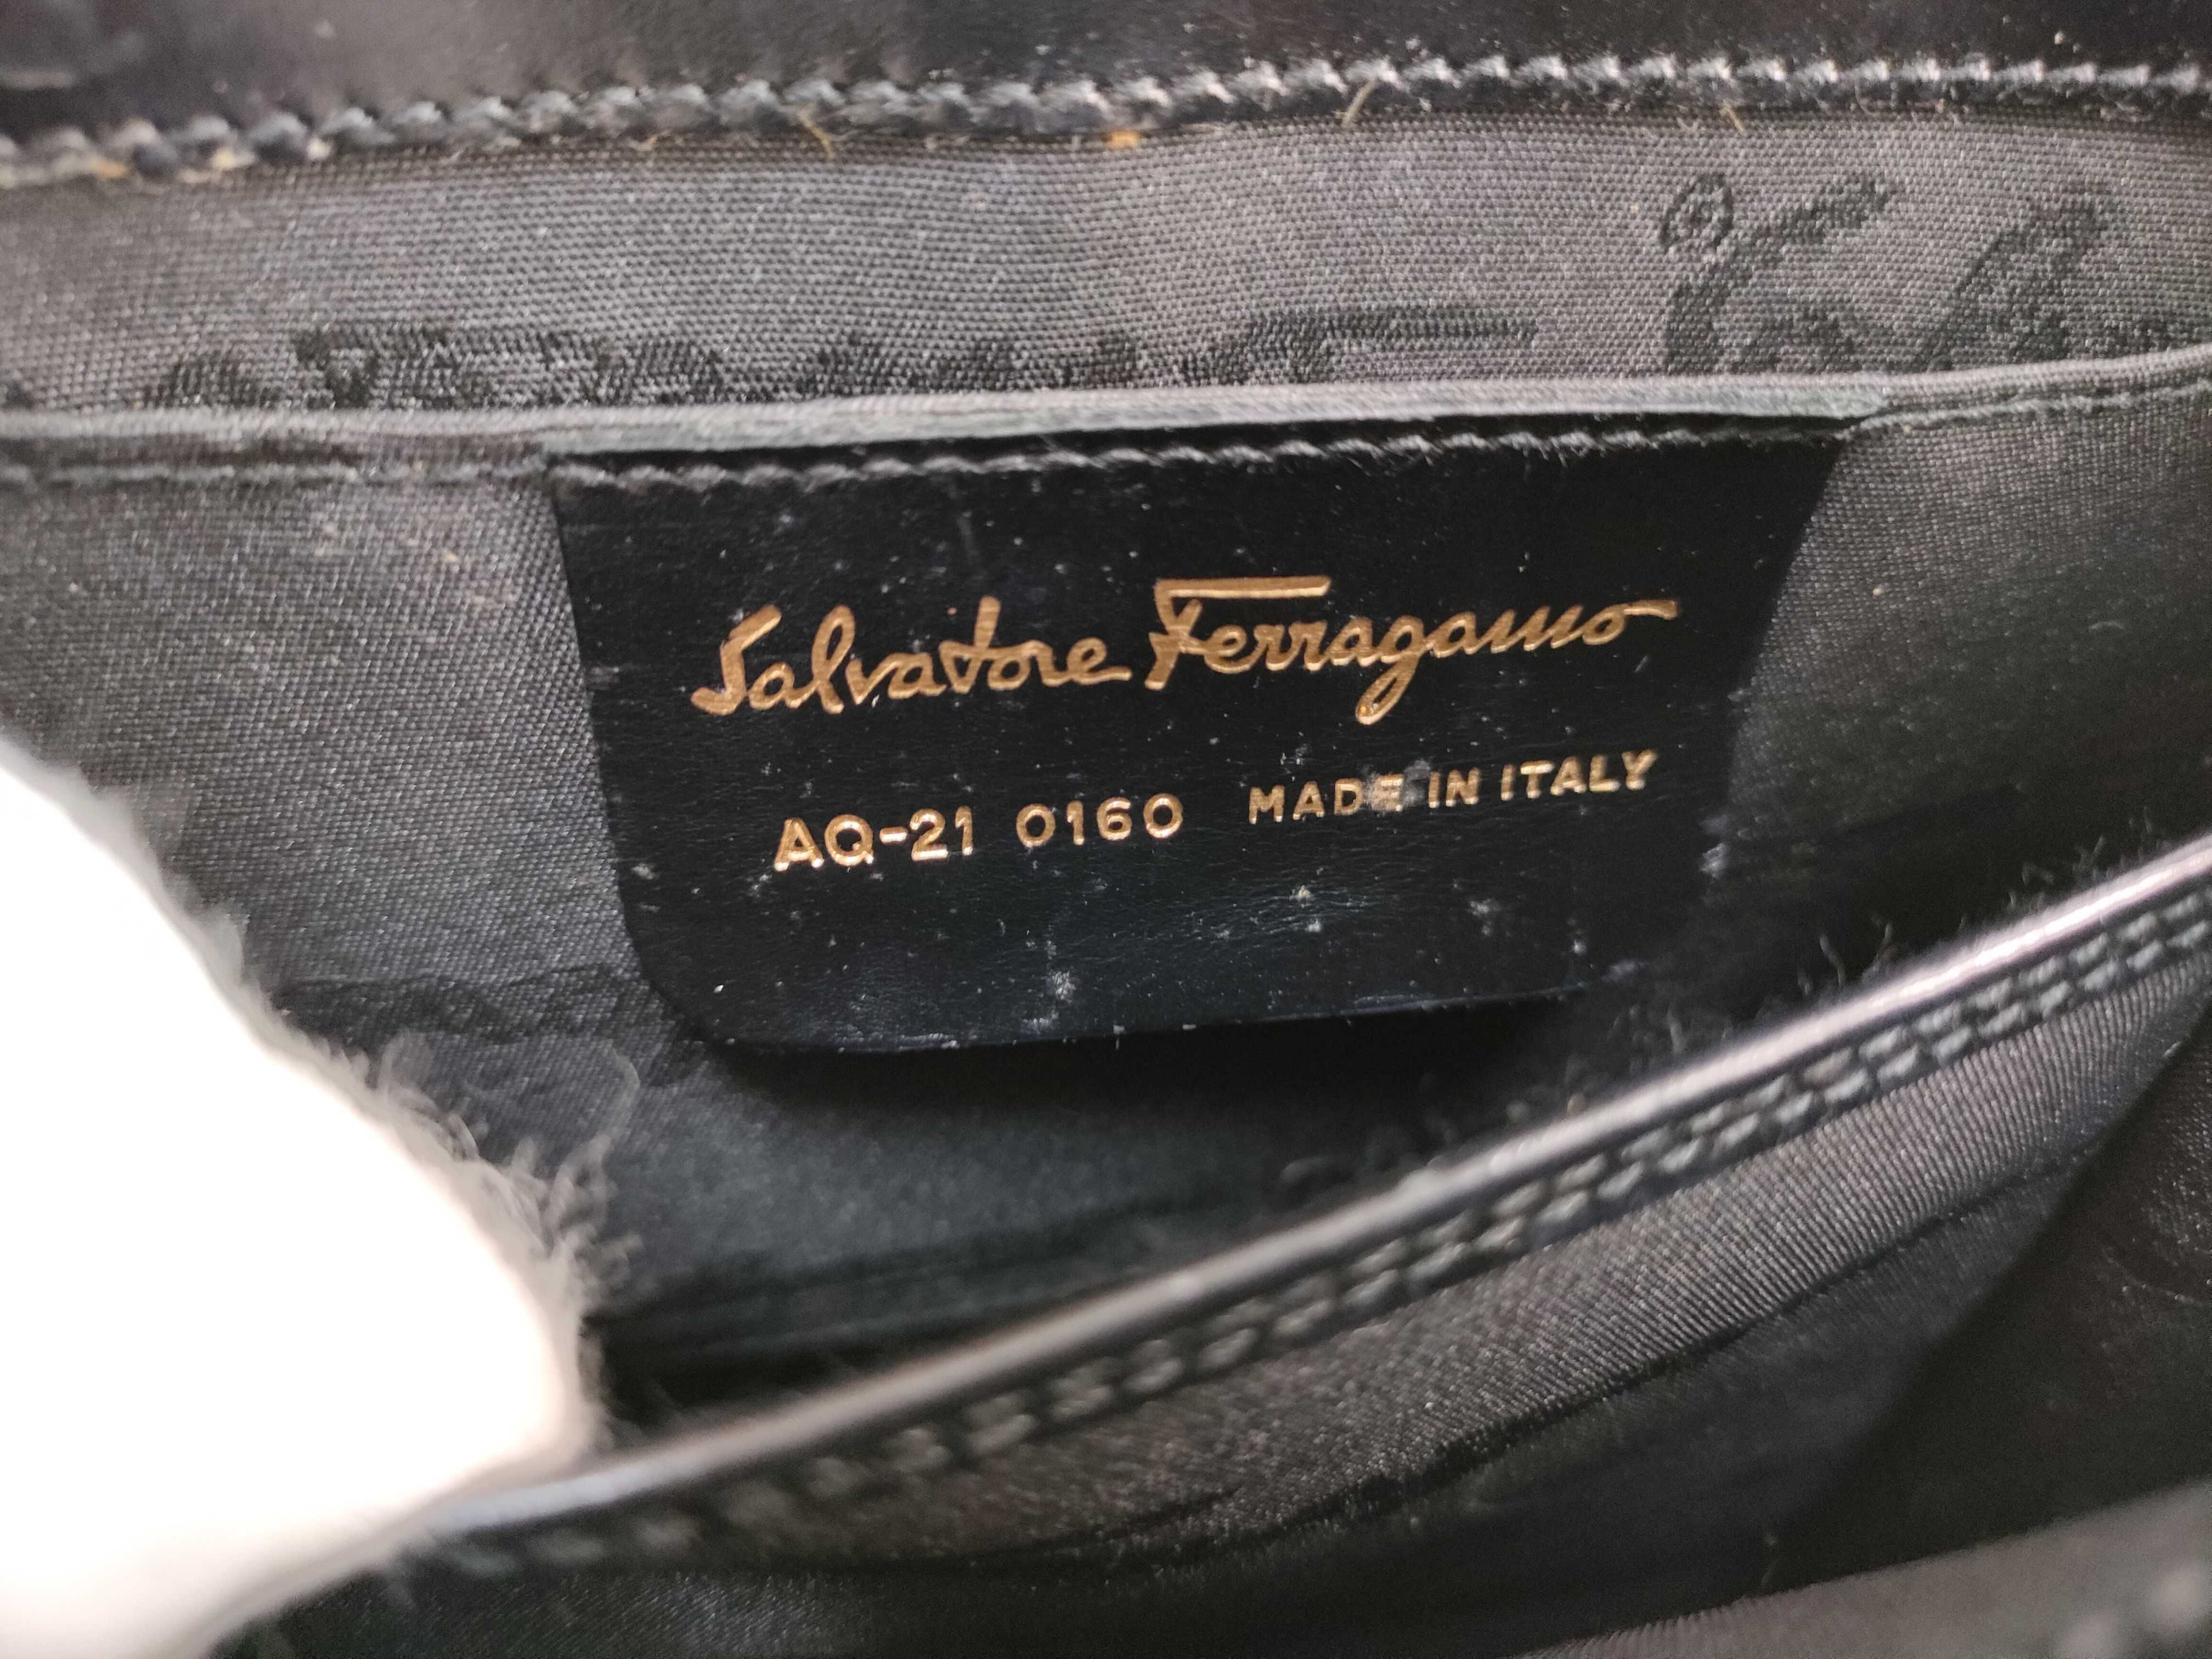 Salvatore Ferragamo
AQ-21 0160 MADE IN ITALY